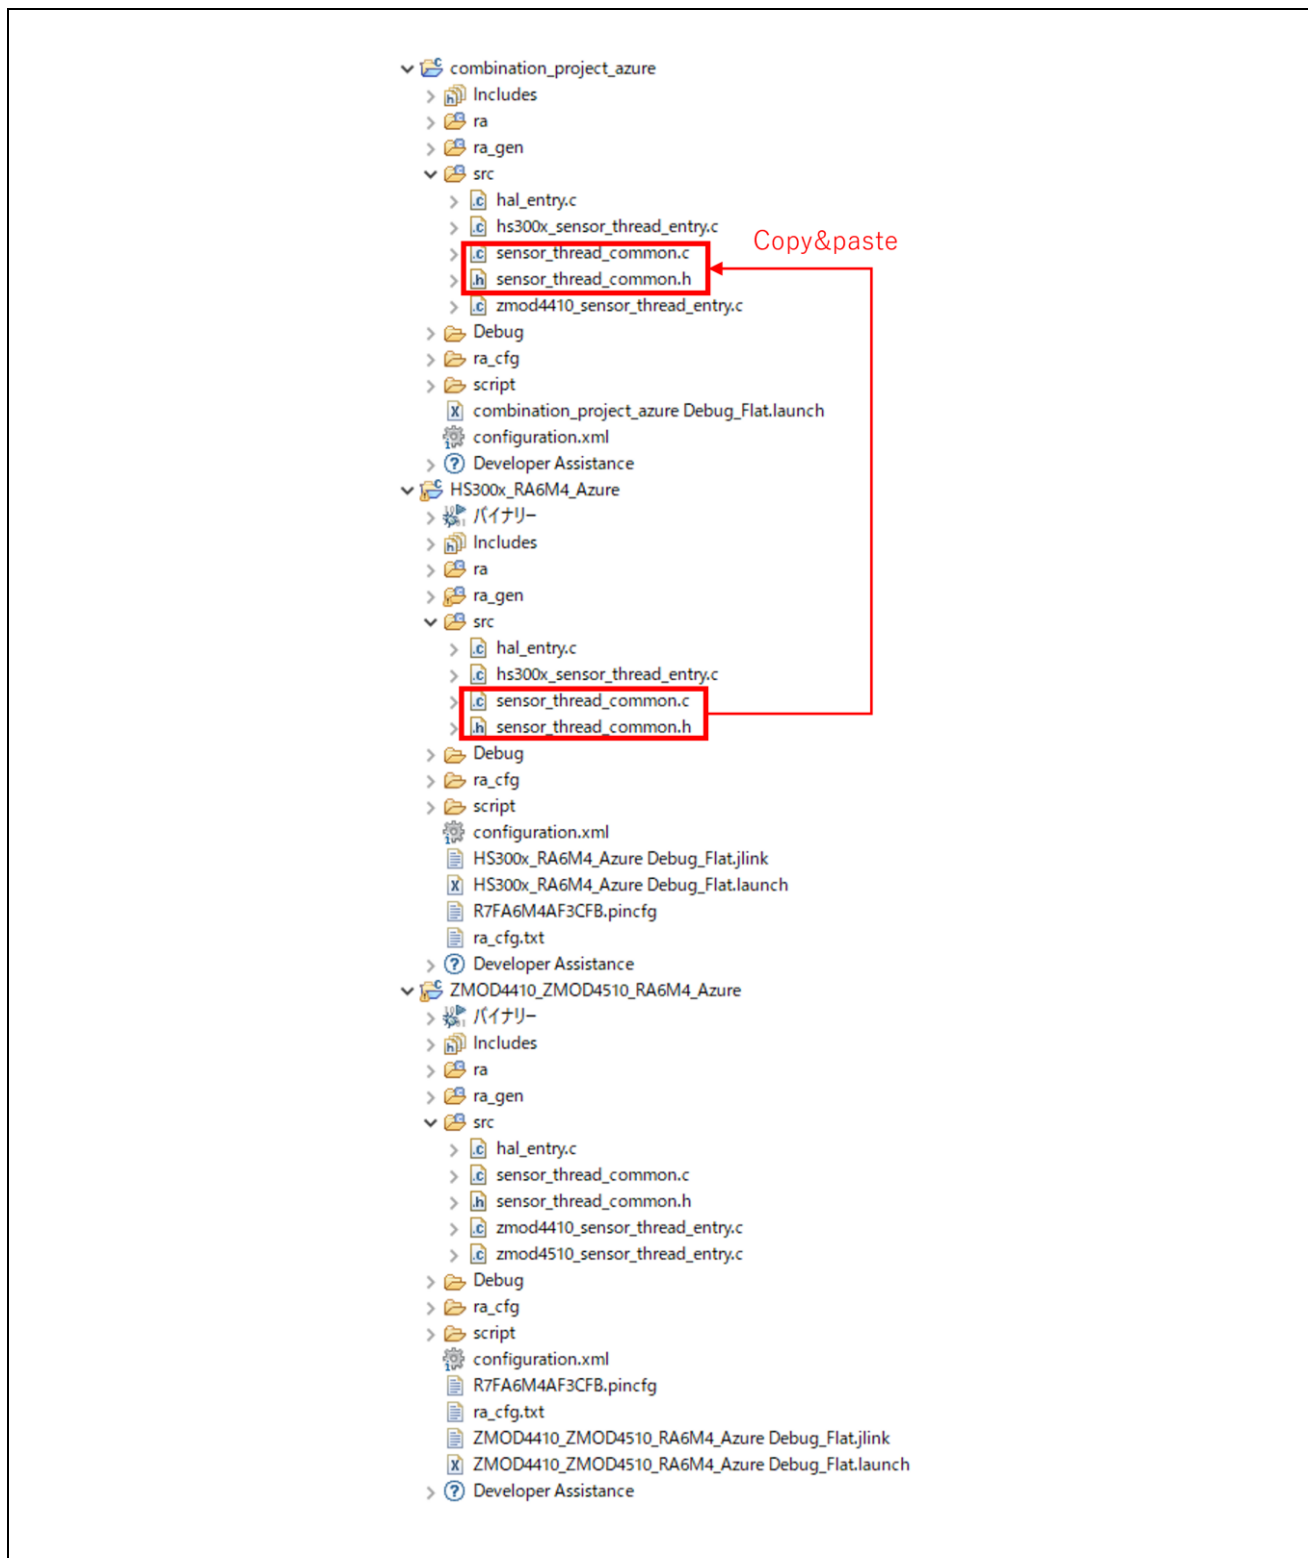 combination_project_azure
Includes
ra
ra_gen
src
hal_entry.c
hs300x_sensor_thread_entry.c
Copy&paste
sensor_thread_common.c
sensor_thread_common.h
zmod4410_sensor_thread_entry.c
Debug
ra_cfg
script
combination_project_azure Debug_Flat.launch
configuration.xml
Developer Assistance
HS300x_RA6M4_Azure
バイナリー
Includes
ra
ra_gen
src
hal_entry.c
hs300x_sensor_thread_entry.c
sensor_thread_common.c
sensor_thread_common.h
Debug
ra_cfg
script
configuration.xml
HS300x_RA6M4_Azure Debug_Flat.jlink
HS300x_RA6M4_Azure Debug_Flat.launch
R7FA6M4AF3CFB.pincfg
ra_cfg.txt
Developer Assistance
ZMOD4410_ZMOD4510_RA6M4_Azure
バイナリー
Includes
ra
ra_gen
src
hal_entry.c
sensor_thread_common.c
sensor_thread_common.h
zmod4410_sensor_thread_entry.c
zmod4510_sensor_thread_entry.c
Debug
ra_cfg
script
configuration.xml
R7FA6M4AF3CFB.pincfg
ra_cfg.txt
ZMOD4410_ZMOD4510_RA6M4_Azure Debug_Flat.jlink
ZMOD4410_ZMOD4510_RA6M4_Azure Debug_Flat.launch
Developer Assistance